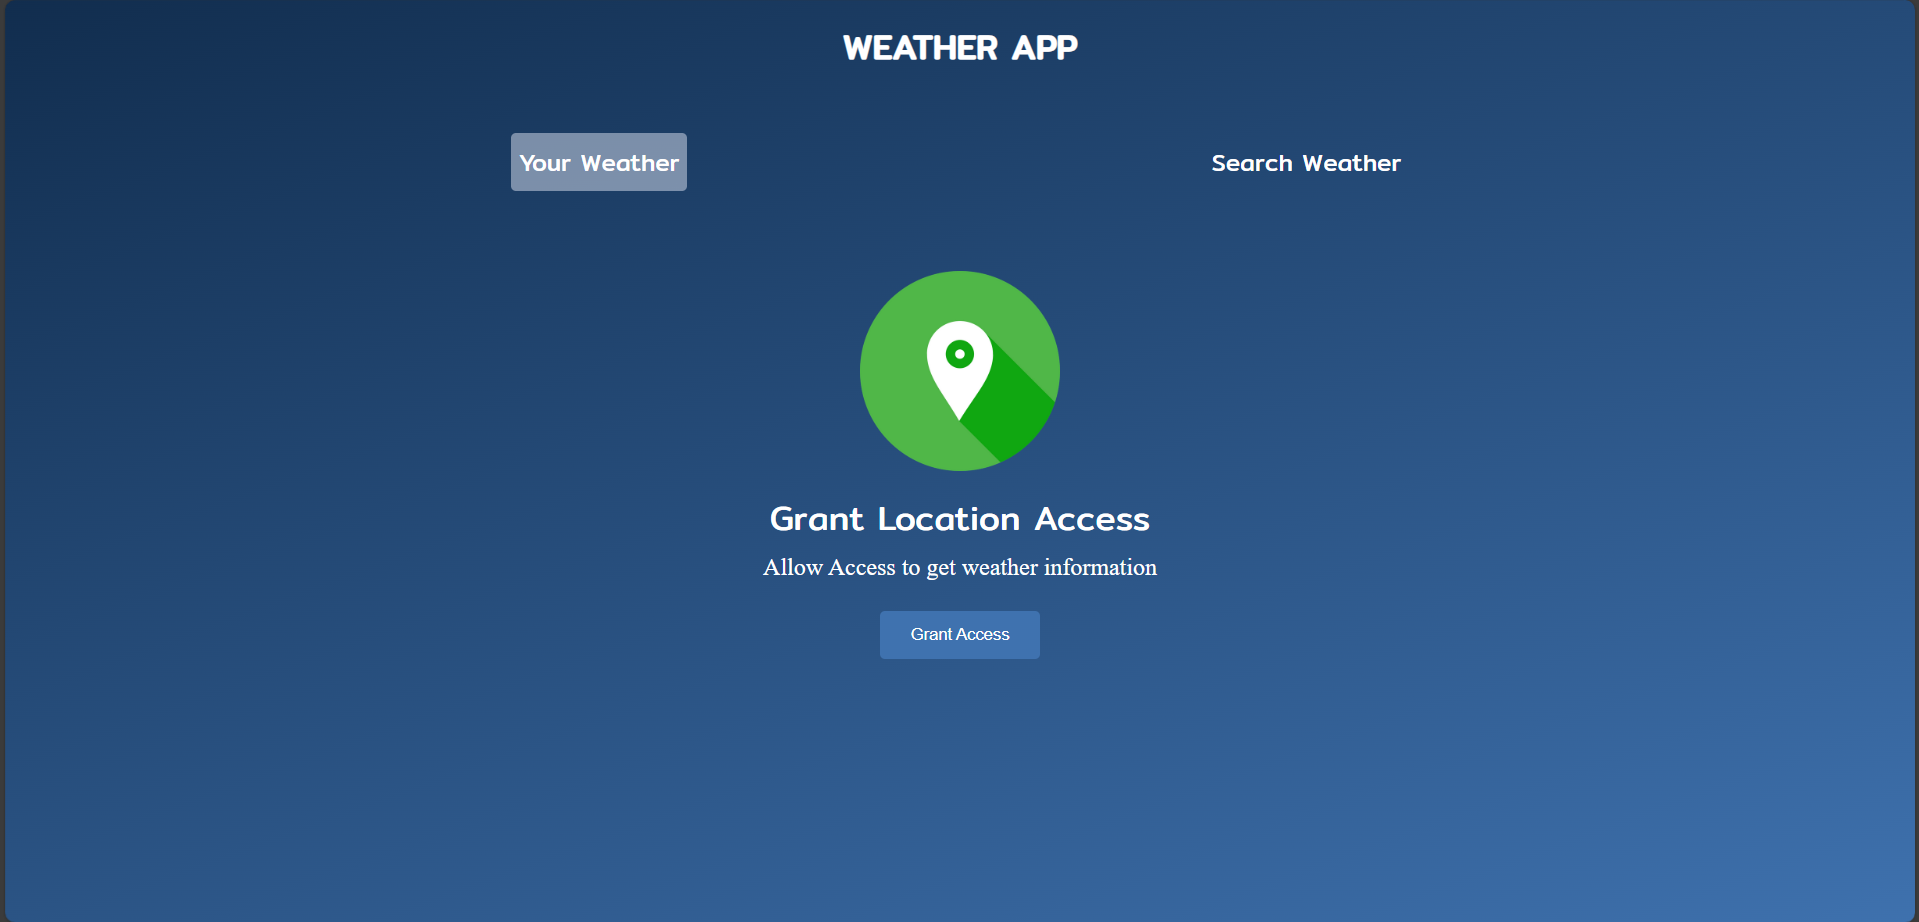 WEATHER APP
Your Weather
Search Weather
Grant Location Access
Allow Access to get weather information
Grant Access